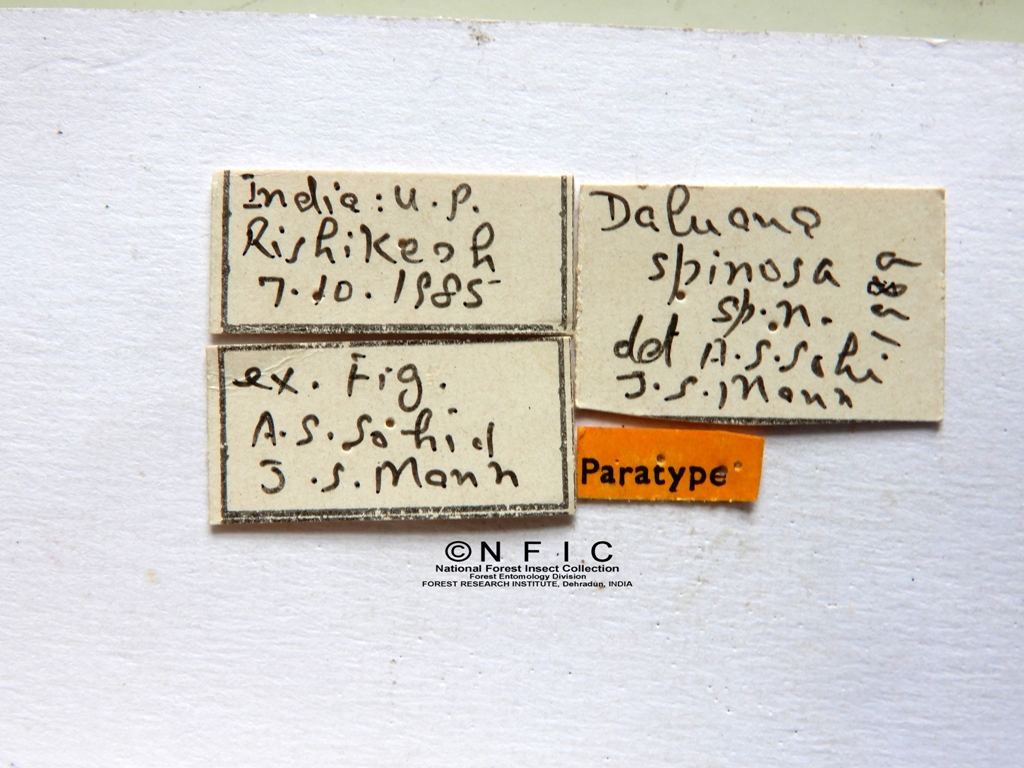 India: U.P.
Rishikesh
7.10.1985
ex. Fig.
A.S. Sohi d
J.S. Mann
Daluana
spinosa
sp.n.
det A.S. Sohi
J.S. Mann
Paratype
© N F I C
National Forest Insect Collection
Forest Entomology Division
FOREST RESEARCH INSTITUTE, Dehradun, INDIA